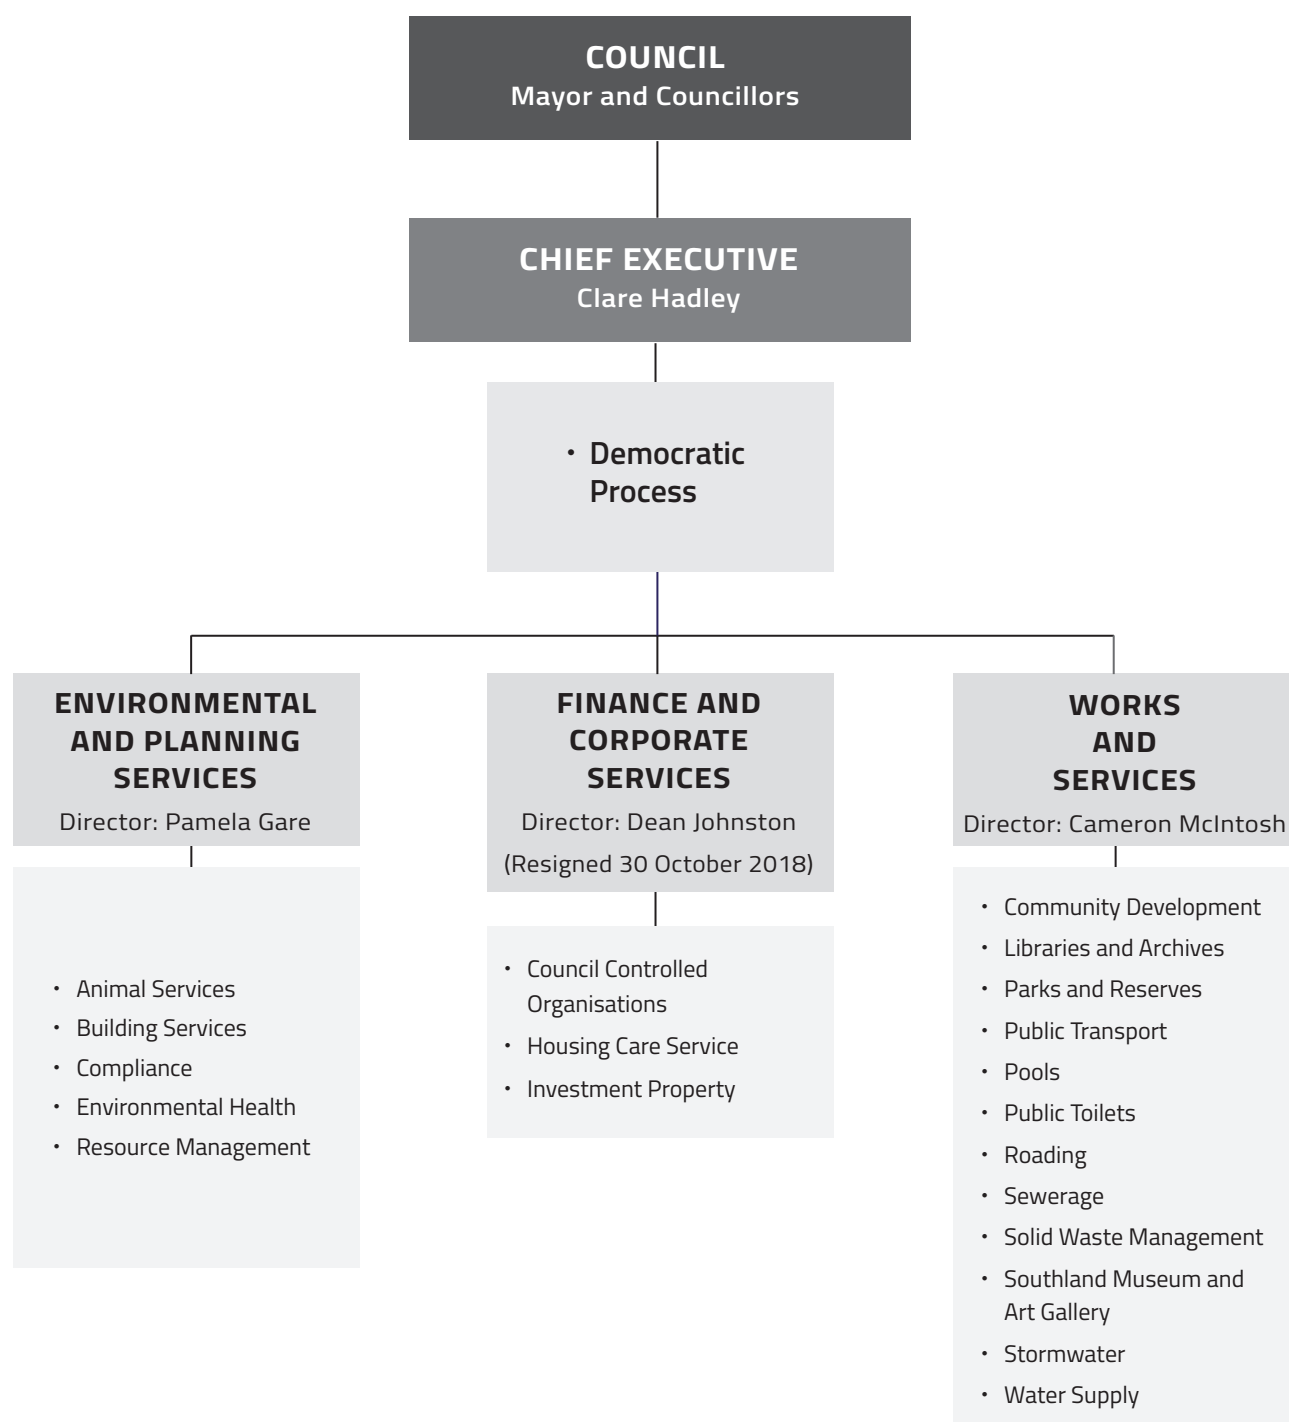 COUNCIL
Mayor and Councillors
CHIEF EXECUTIVE
Clare Hadley
• Democratic
Process
ENVIRONMENTAL
AND PLANNING
SERVICES
Director: Pamela Gare
• Animal Services
• Building Services
• Compliance
• Environmental Health
• Resource Management
FINANCE AND
CORPORATE
SERVICES
Director: Dean Johnston
(Resigned 30 October 2018)
• Council Controlled
Organisations
• Housing Care Service
• Investment Property
WORKS
AND
SERVICES
Director: Cameron McIntosh
• Community Development
• Libraries and Archives
• Parks and Reserves
• Public Transport
• Pools
• Public Toilets
• Roading
• Sewerage
• Solid Waste Management
• Southland Museum and
Art Gallery
• Stormwater
• Water Supply